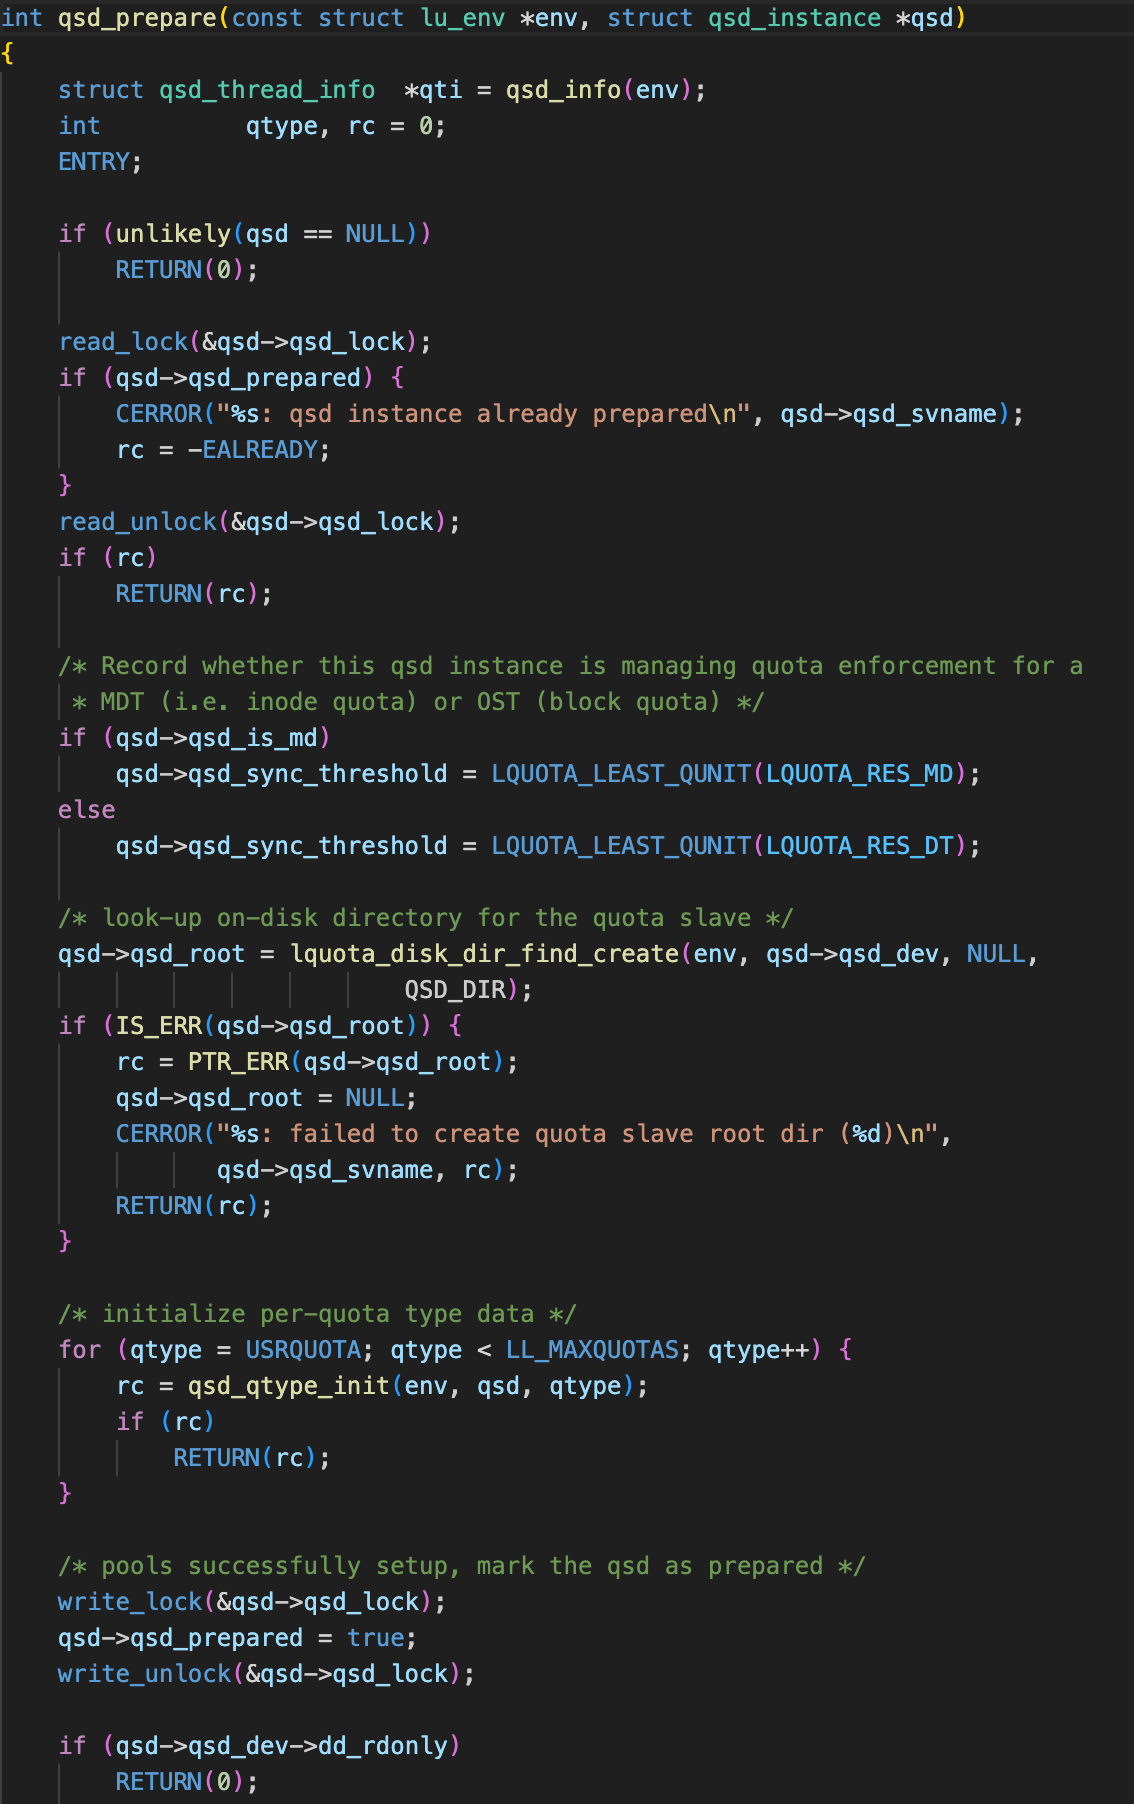 int qsd_prepare(const struct lu_env *env, struct qsd_instance *qsd)
{
    struct qsd_thread_info  *qti = qsd_info(env);
    int          qtype, rc = 0;
    ENTRY;

    if (unlikely(qsd == NULL))
        RETURN(0);

    read_lock(&qsd->qsd_lock);
    if (qsd->qsd_prepared) {
        CERROR("%s: qsd instance already prepared\n", qsd->qsd_svname);
        rc = -EALREADY;
    }
    read_unlock(&qsd->qsd_lock);
    if (rc)
        RETURN(rc);

    /* Record whether this qsd instance is managing quota enforcement for a
     * MDT (i.e. inode quota) or OST (block quota) */
    if (qsd->qsd_is_md)
        qsd->qsd_sync_threshold = LQUOTA_LEAST_QUNIT(LQUOTA_RES_MD);
    else
        qsd->qsd_sync_threshold = LQUOTA_LEAST_QUNIT(LQUOTA_RES_DT);

    /* look-up on-disk directory for the quota slave */
    qsd->qsd_root = lquota_disk_dir_find_create(env, qsd->qsd_dev, NULL,
                            QSD_DIR);
    if (IS_ERR(qsd->qsd_root)) {
        rc = PTR_ERR(qsd->qsd_root);
        qsd->qsd_root = NULL;
        CERROR("%s: failed to create quota slave root dir (%d)\n",
               qsd->qsd_svname, rc);
        RETURN(rc);
    }

    /* initialize per-quota type data */
    for (qtype = USRQUOTA; qtype < LL_MAXQUOTAS; qtype++) {
        rc = qsd_qtype_init(env, qsd, qtype);
        if (rc)
            RETURN(rc);
    }

    /* pools successfully setup, mark the qsd as prepared */
    write_lock(&qsd->qsd_lock);
    qsd->qsd_prepared = true;
    write_unlock(&qsd->qsd_lock);

    if (qsd->qsd_dev->dd_rdonly)
        RETURN(0);